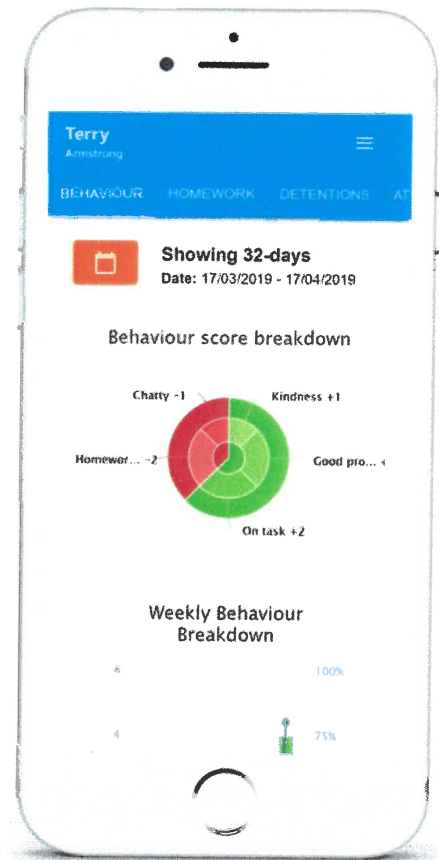 Terry
Armstrong
BEHAVIOUR HOMEWORK DETENTIONS AT
Showing 32-days
Date: 17/03/2019 - 17/04/2019
Behaviour score breakdown
Chatty -1 Kindness +1
Homewor... -2 Good pro... +
On task +2
Weekly Behaviour
Breakdown
6 100%
4 75%